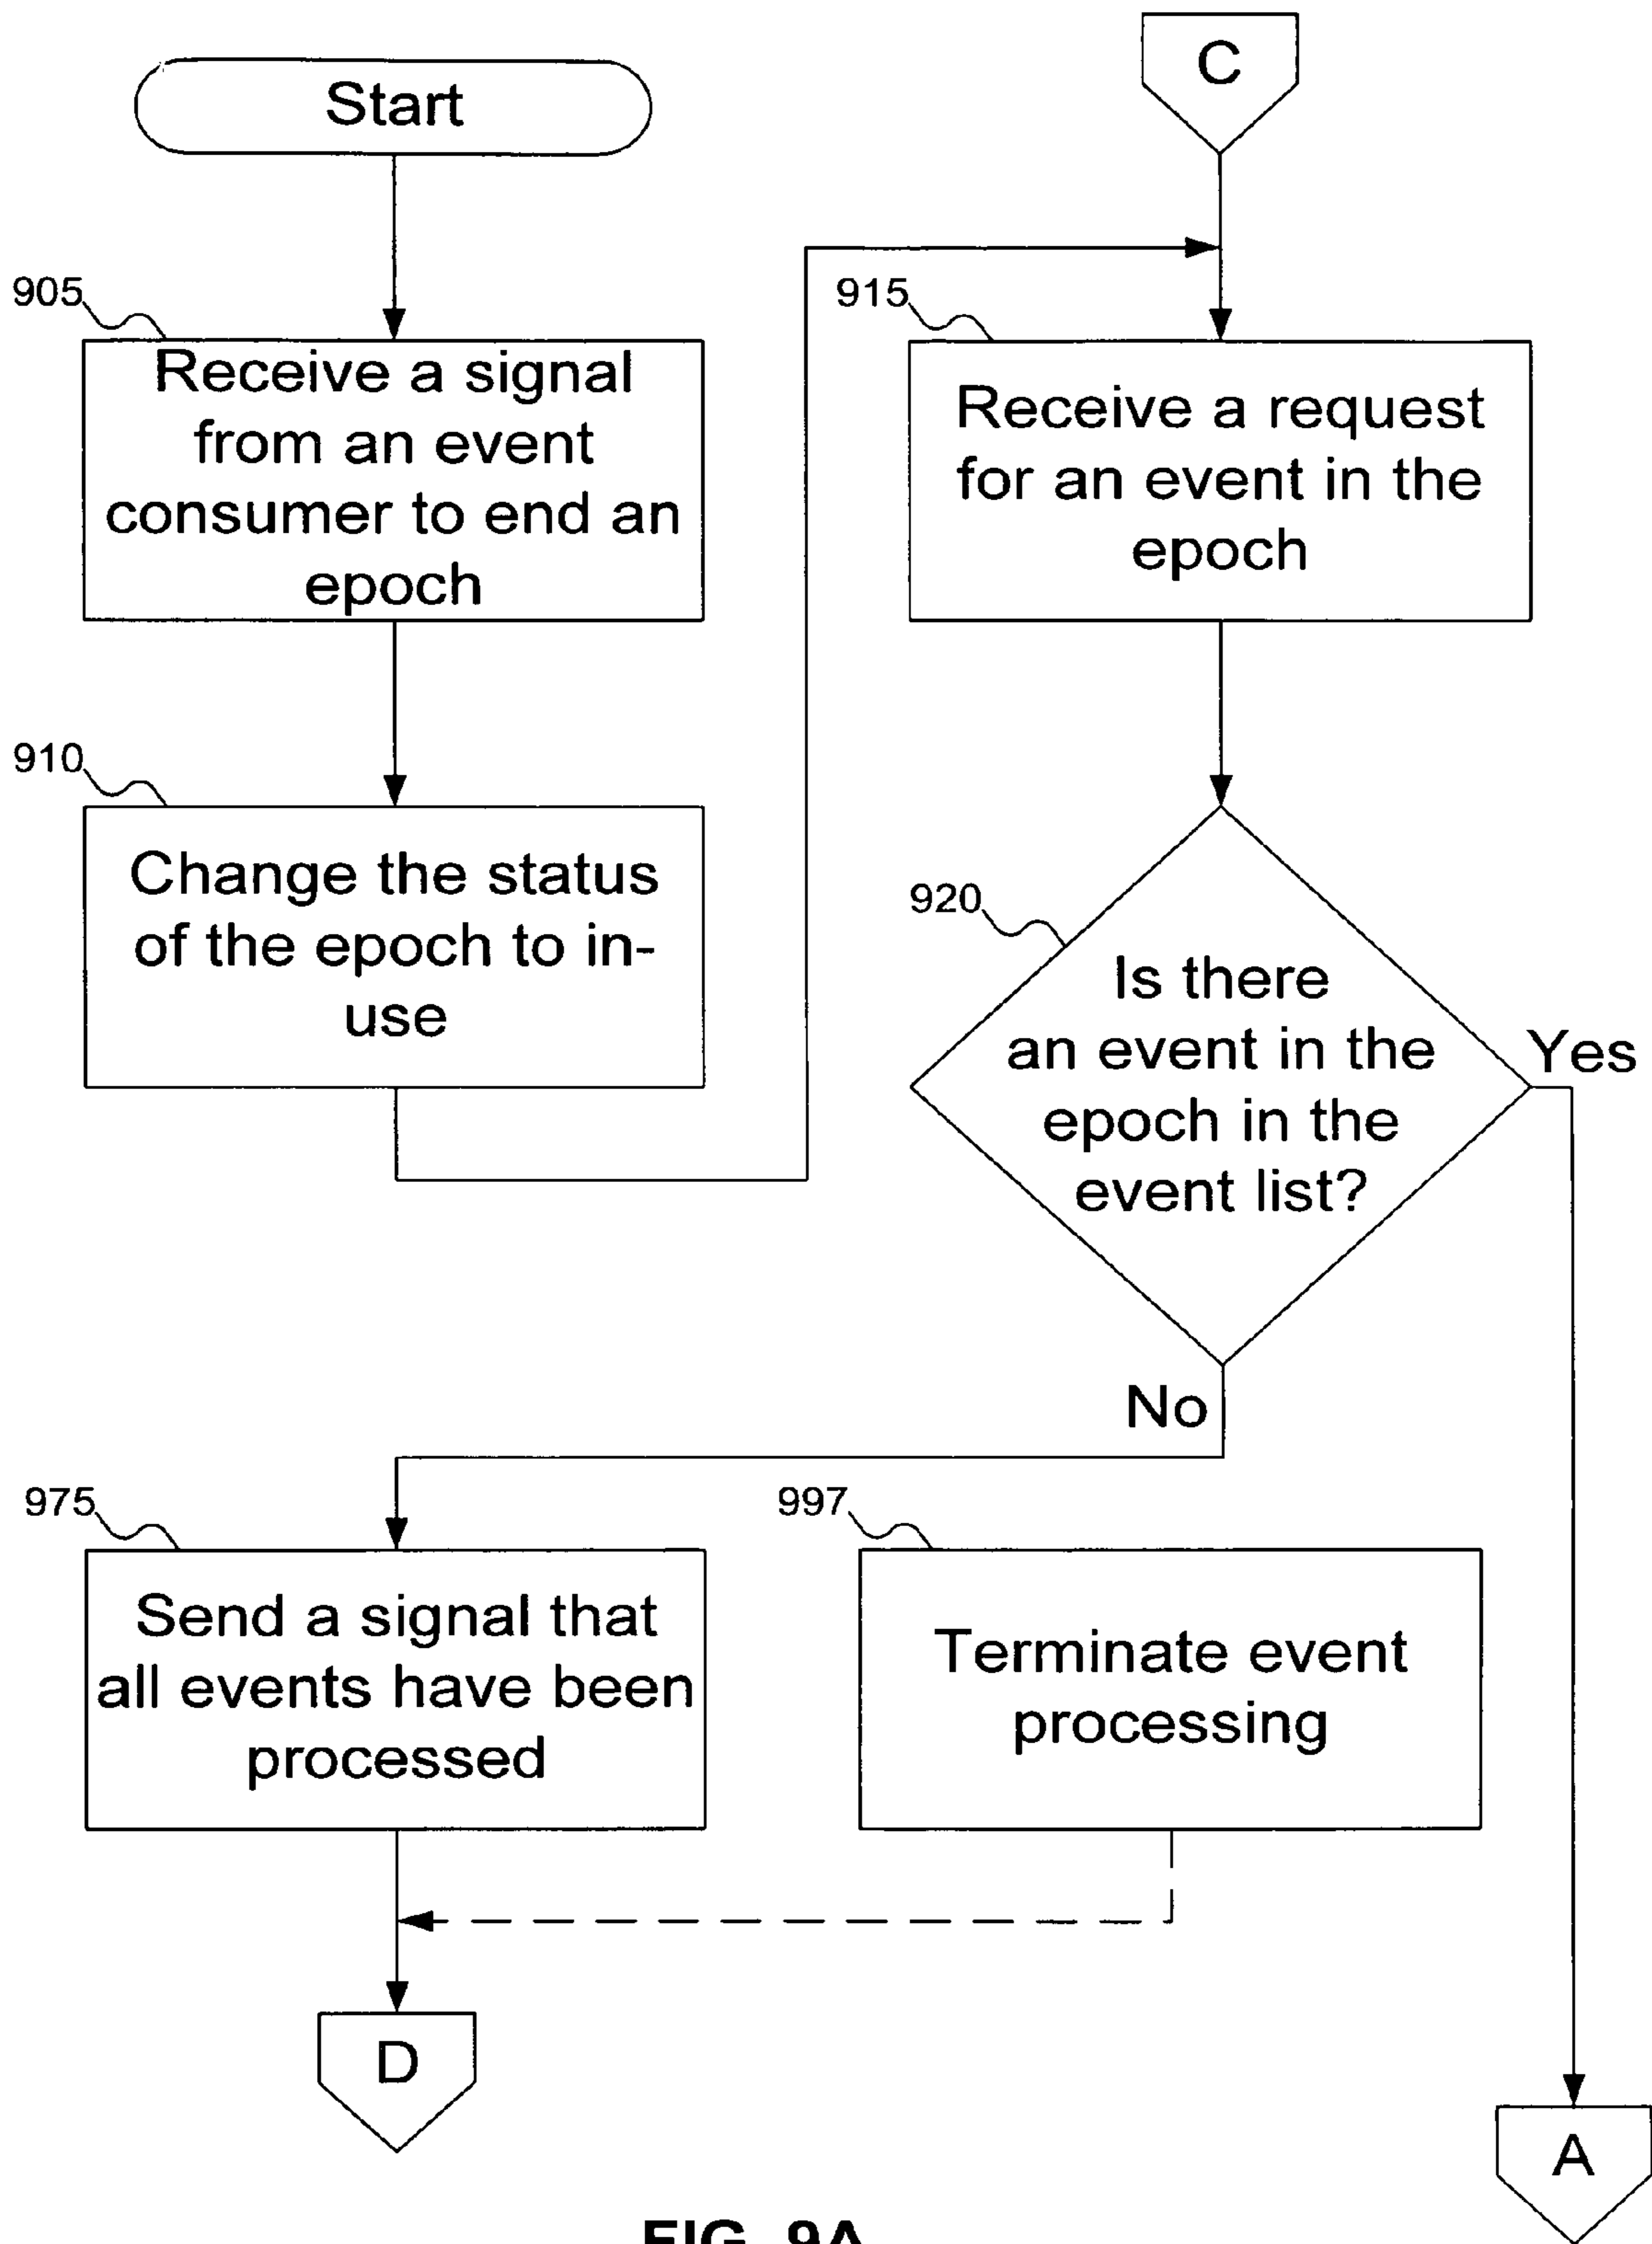 Start
905
Receive a signal
from an event
consumer to end an
epoch
910
Change the status
of the epoch to in-
use
C
915
Receive a request
for an event in the
epoch
920
Is there
an event in the
epoch in the
event list?
Yes
No
975
Send a signal that
all events have been
processed
997
Terminate event
processing
D
A
FIG. 9A